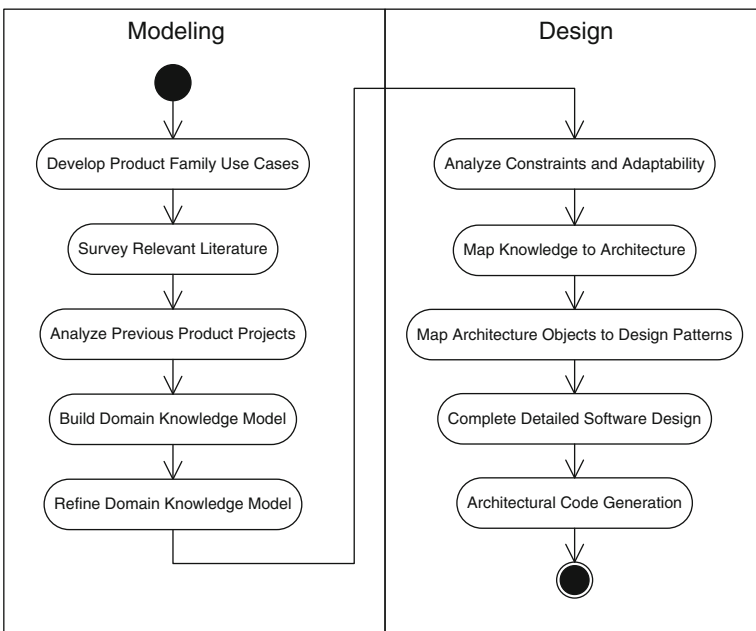 Modeling
Develop Product Family Use Cases
Survey Relevant Literature
Analyze Previous Product Projects
Build Domain Knowledge Model
Refine Domain Knowledge Model
Design
Analyze Constraints and Adaptability
Map Knowledge to Architecture
Map Architecture Objects to Design Patterns
Complete Detailed Software Design
Architectural Code Generation